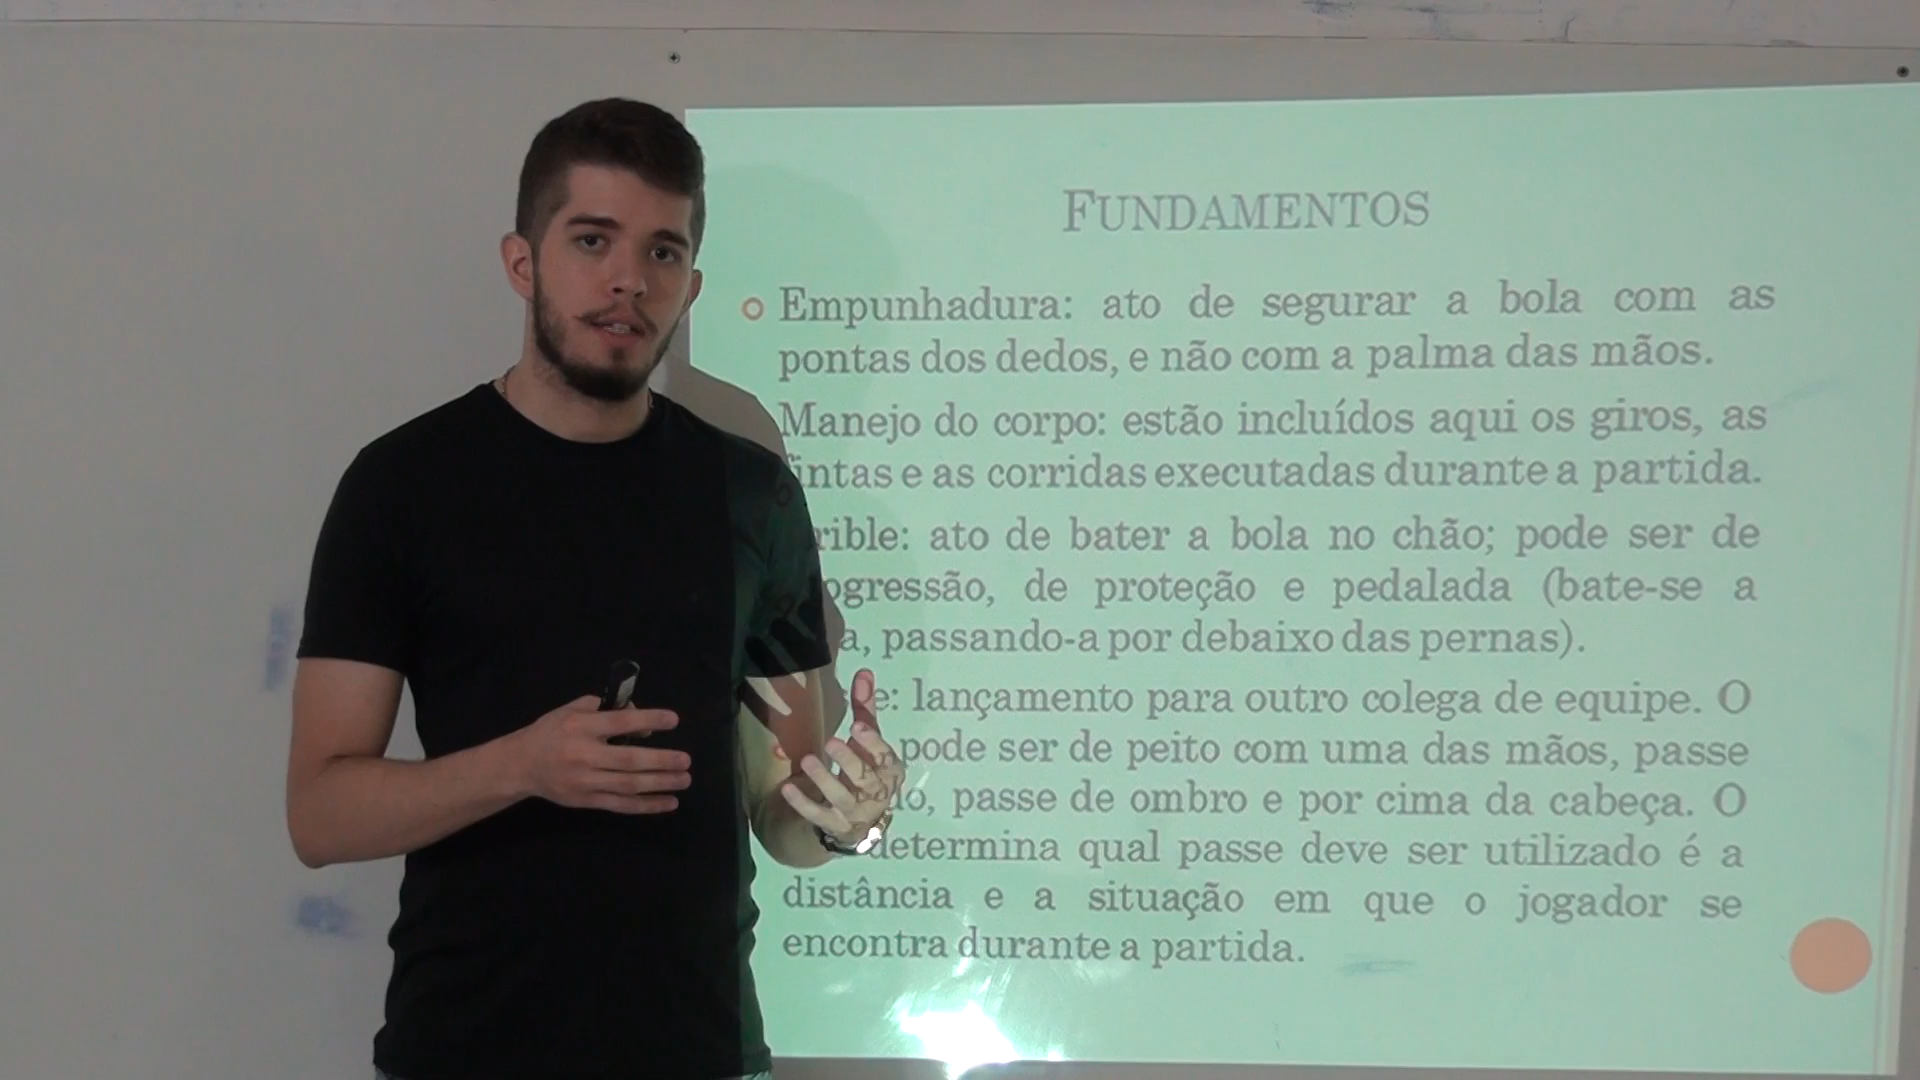 FUNDAMENTOS
Empunhadura: ato de segurar a bola com as
pontas dos dedos, e não com a palma das mãos.
Manejo do corpo: estão incluídos aqui os giros, as
e as corridas executadas durante a partida.
ato de bater a bola no chão; pode ser de
de proteção e pedalada (bate-se a
passando-a por debaixo das pernas).
lançamento para outro colega de equipe. O
pode ser de peito com uma das mãos, passe
passe de ombro e por cima da cabeça. O
determina qual passe deve ser utilizado é a
distância e a situação em que o jogador se
encontra durante a partida.